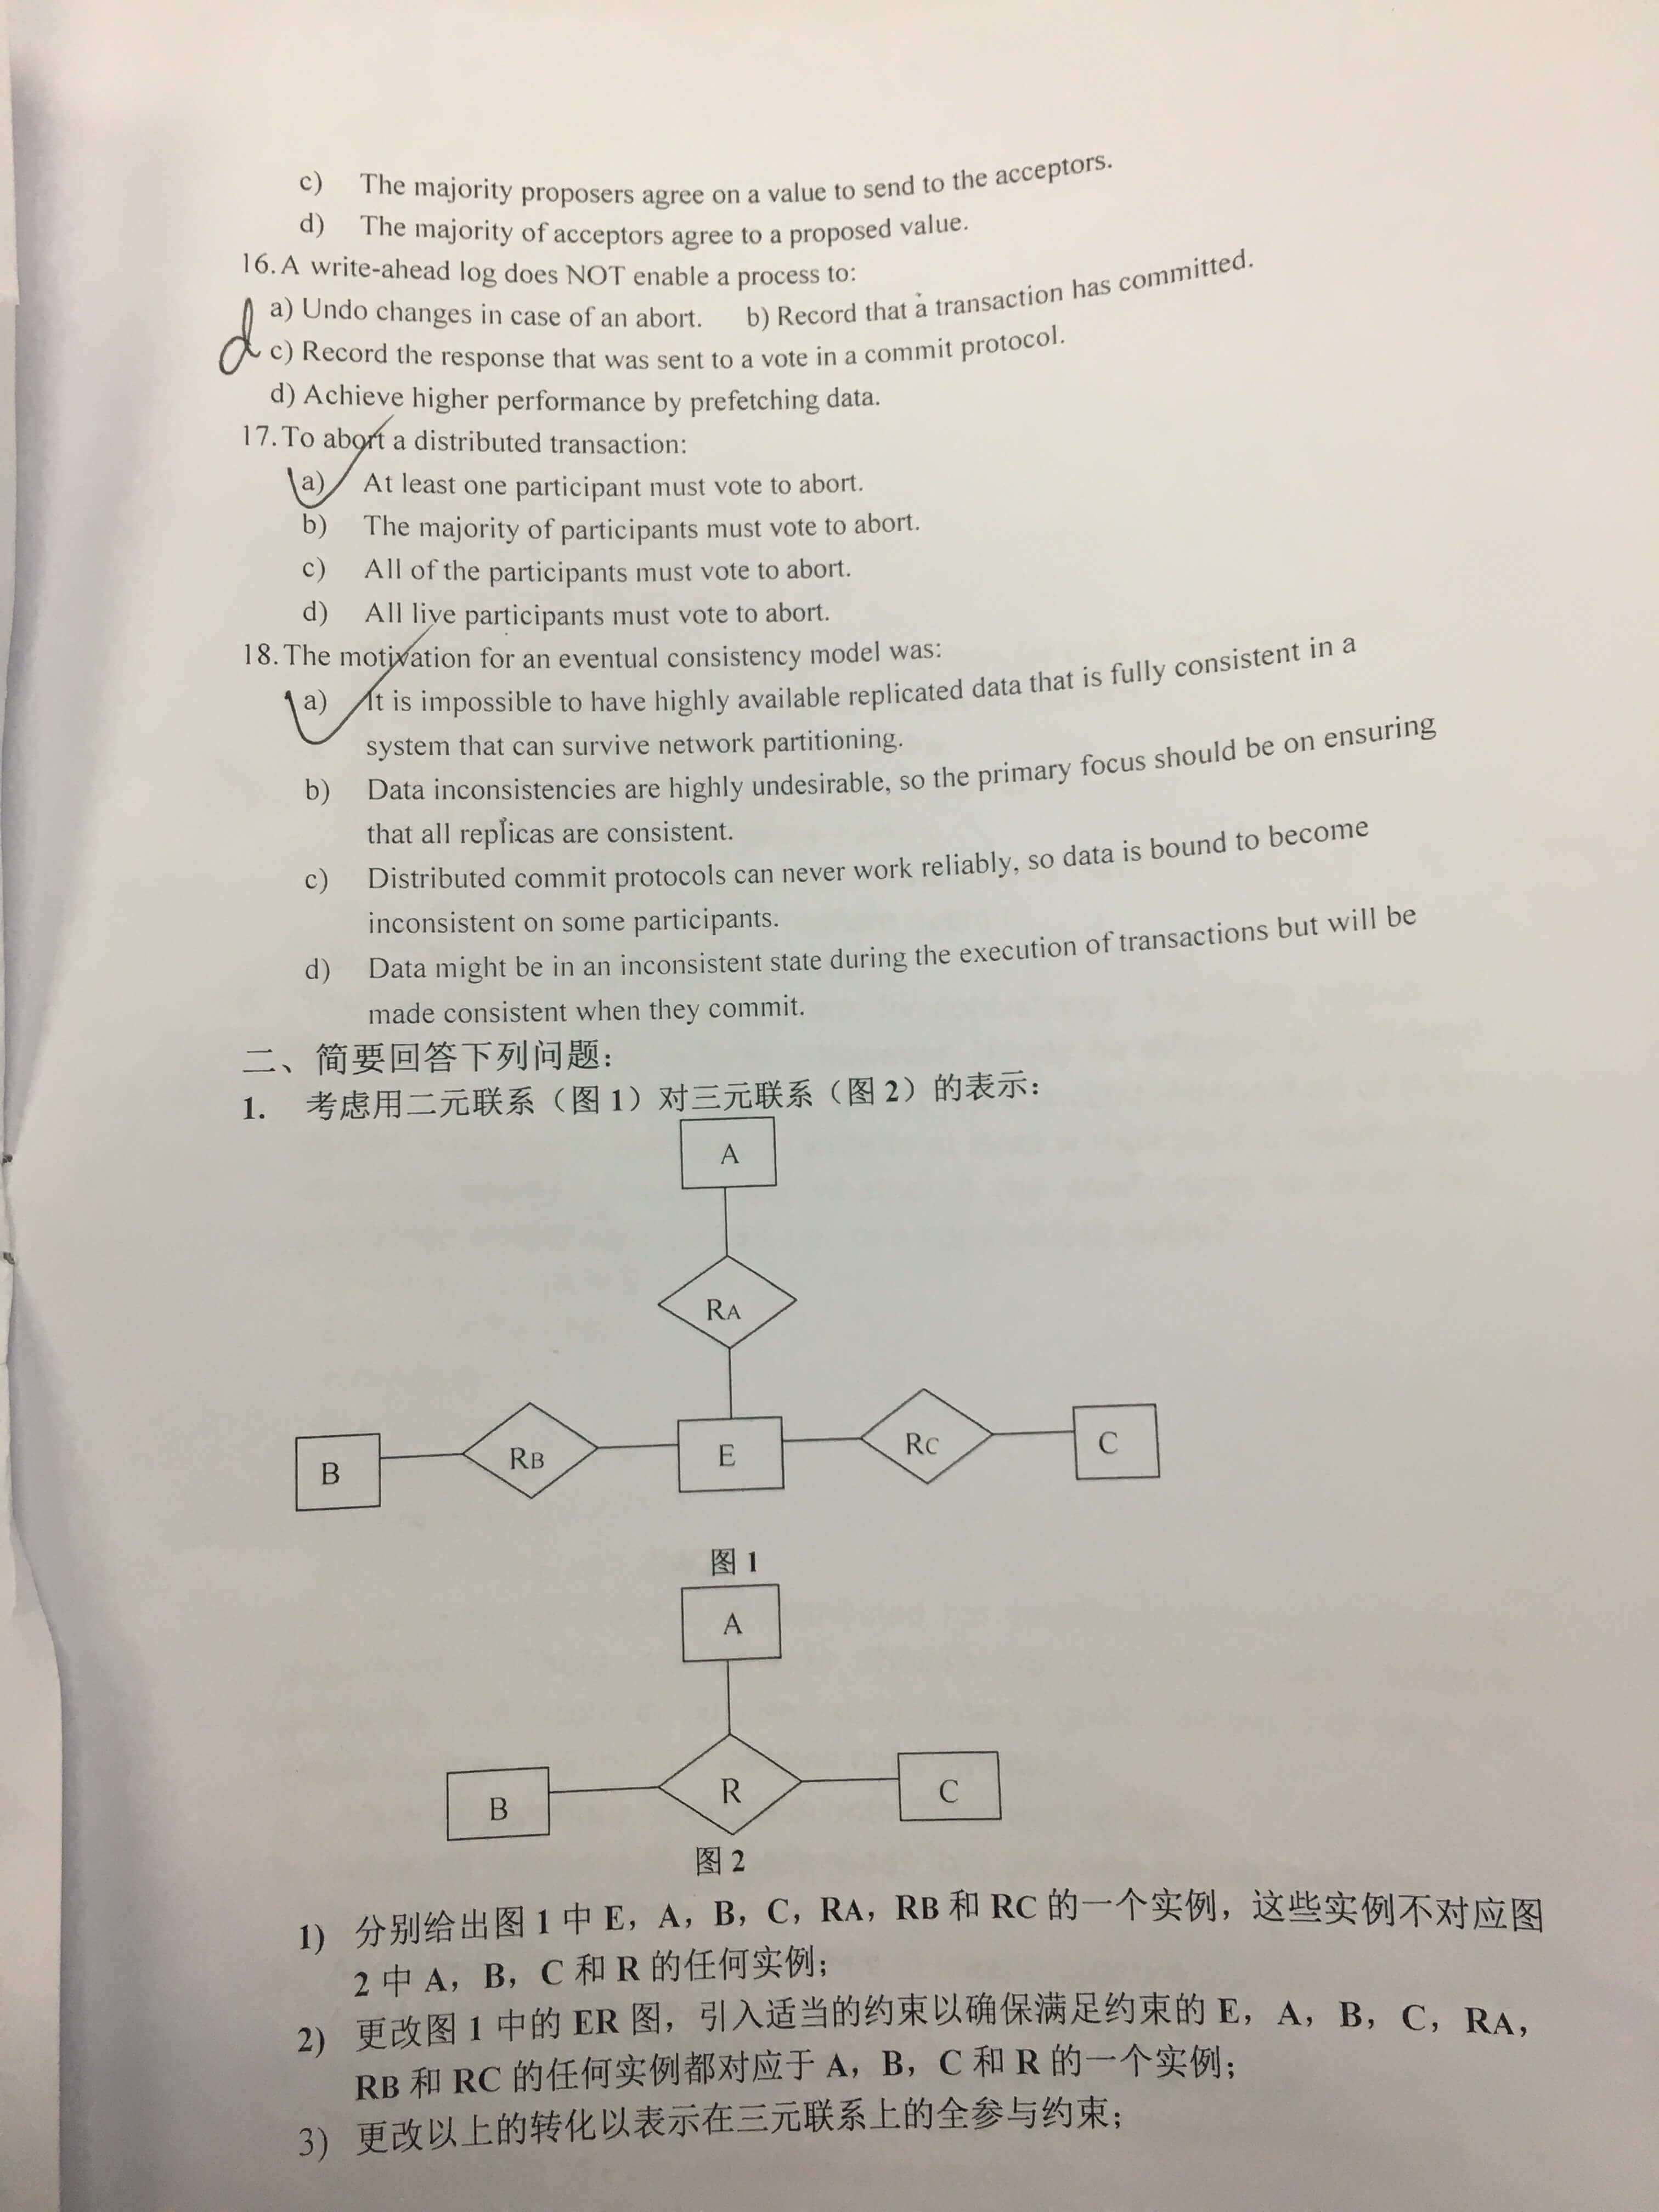 c) The majority proposers agree on a value to send to the acceptors.
d) The majority of acceptors agree to a proposed value.
16. A write-ahead log does NOT enable a process to:
a) Undo changes in case of an abort. b) Record that a transaction has committed.
d
c) Record the response that was sent to a vote in a commit protocol.
d) Achieve higher performance by prefetching data.
17. To abort a distributed transaction:
a) At least one participant must vote to abort.
b) The majority of participants must vote to abort.
c) All of the participants must vote to abort.
d) All live participants must vote to abort.
18. The motivation for an eventual consistency model was:
a) It is impossible to have highly available replicated data that is fully consistent in a
system that can survive network partitioning.
b) Data inconsistencies are highly undesirable, so the primary focus should be on ensuring
that all replicas are consistent.
c) Distributed commit protocols can never work reliably, so data is bound to become
inconsistent on some participants.
d) Data might be in an inconsistent state during the execution of transactions but will be
made consistent when they commit.
二、简要回答下列问题：
1. 考虑用二元联系（图 1）对三元联系（图 2）的表示：
A
RA
B RB E RC C
图 1
A
B R C
图 2
1) 分别给出图 1 中 E，A，B，C，RA，RB 和 RC 的一个实例，这些实例不对应图
2 中 A，B，C 和 R 的任何实例；
2) 更改图 1 中的 ER 图，引入适当的约束以确保满足约束的 E，A，B，C，RA，
RB 和 RC 的任何实例都对应于 A，B，C 和 R 的一个实例；
3) 更改以上的转化以表示在三元联系上的全参与约束；